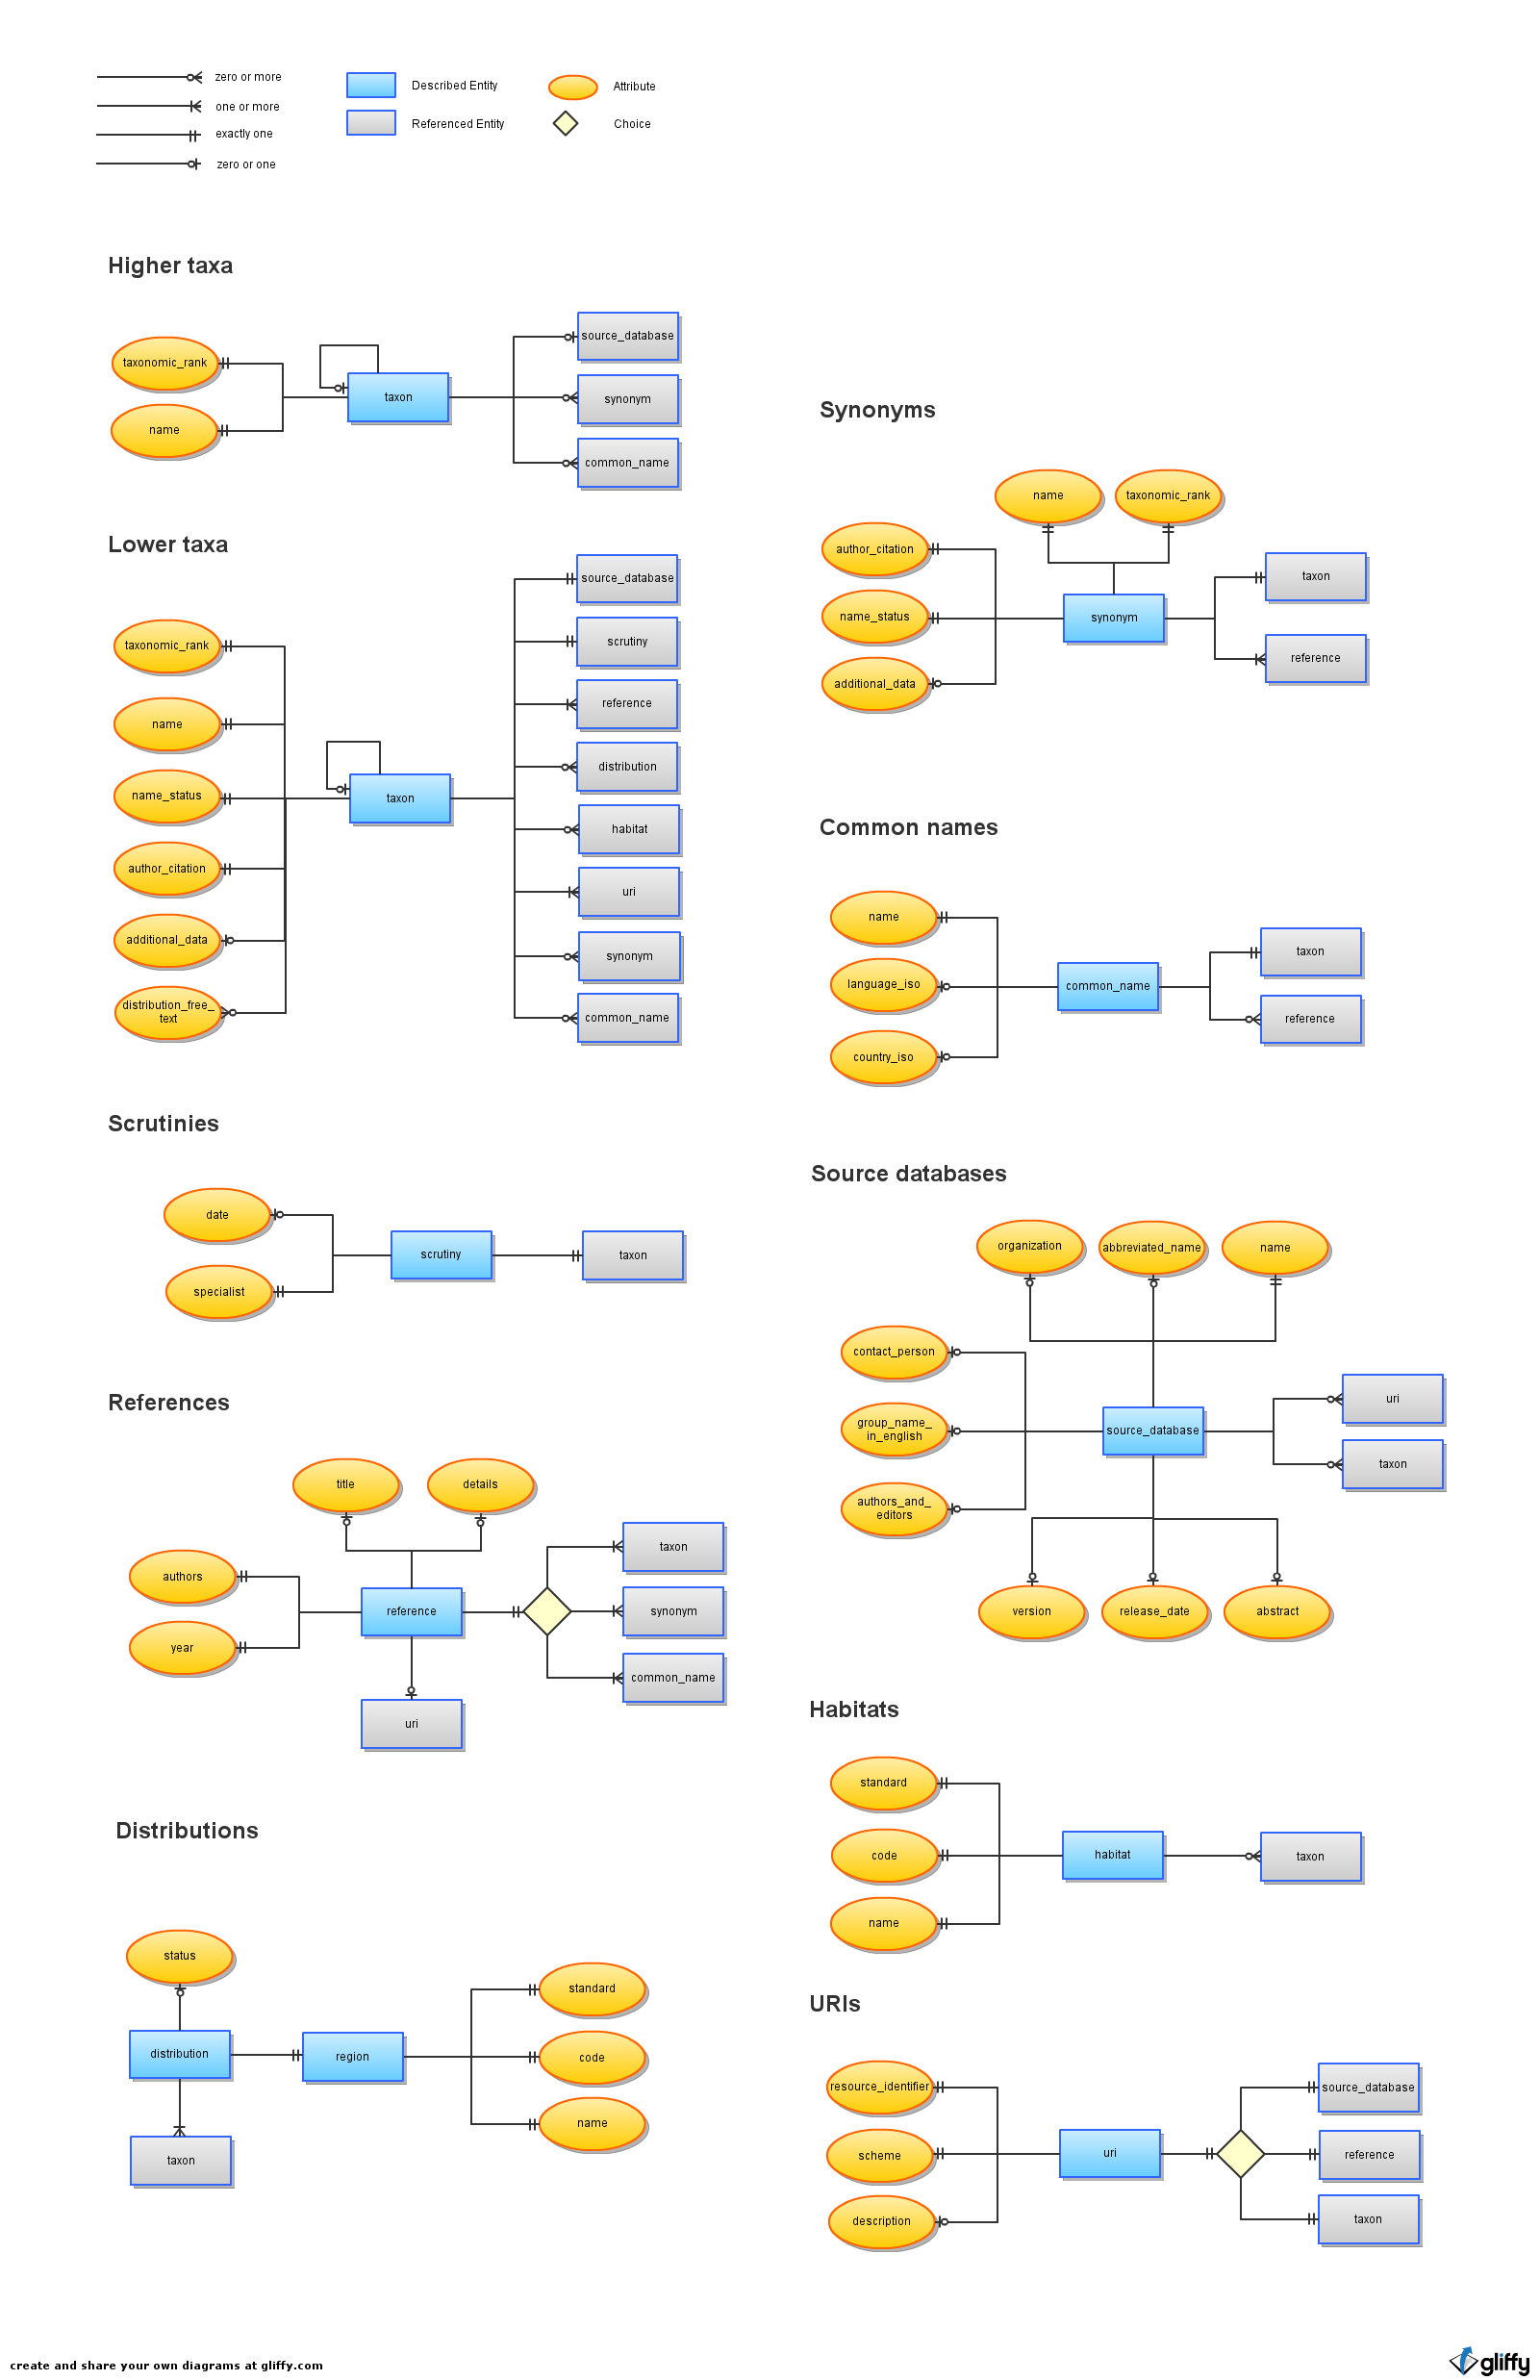 zero or more
one or more
exactly one
zero or one
Described Entity
Referenced Entity
Attribute
Choice
Higher taxa
taxonomic_rank
name
taxon
source_database
synonym
common_name
Lower taxa
taxonomic_rank
name
name_status
author_citation
additional_data
distribution_free_
text
taxon
source_database
scrutiny
reference
distribution
habitat
uri
synonym
common_name
Scrutinies
date
specialist
scrutiny
taxon
References
title
details
authors
year
reference
uri
taxon
synonym
common_name
Distributions
status
distribution
taxon
region
standard
code
name
Synonyms
name
taxonomic_rank
author_citation
name_status
additional_data
synonym
taxon
reference
Common names
name
language_iso
country_iso
common_name
taxon
reference
Source databases
organization
abbreviated_name
name
contact_person
group_name_
in_english
authors_and_
editors
source_database
uri
taxon
version
release_date
abstract
Habitats
standard
code
name
habitat
taxon
URIs
resource_identifier
scheme
description
uri
source_database
reference
taxon
create and share your own diagrams at gliffy.com
gliffy